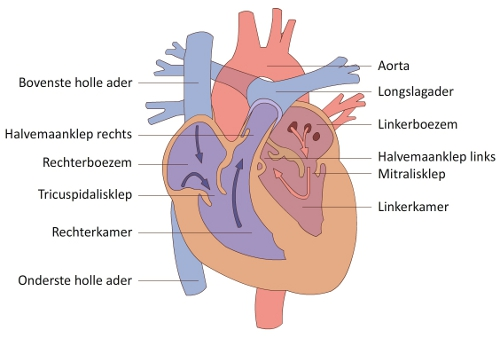 Bovenste holle ader
Halvemaanklep rechts
Rechterboezem
Tricuspidalisklep
Rechterkamer
Onderste holle ader
Aorta
Longslagader
Linkerboezem
Halvemaanklep links
Mitralisklep
Linkerkamer